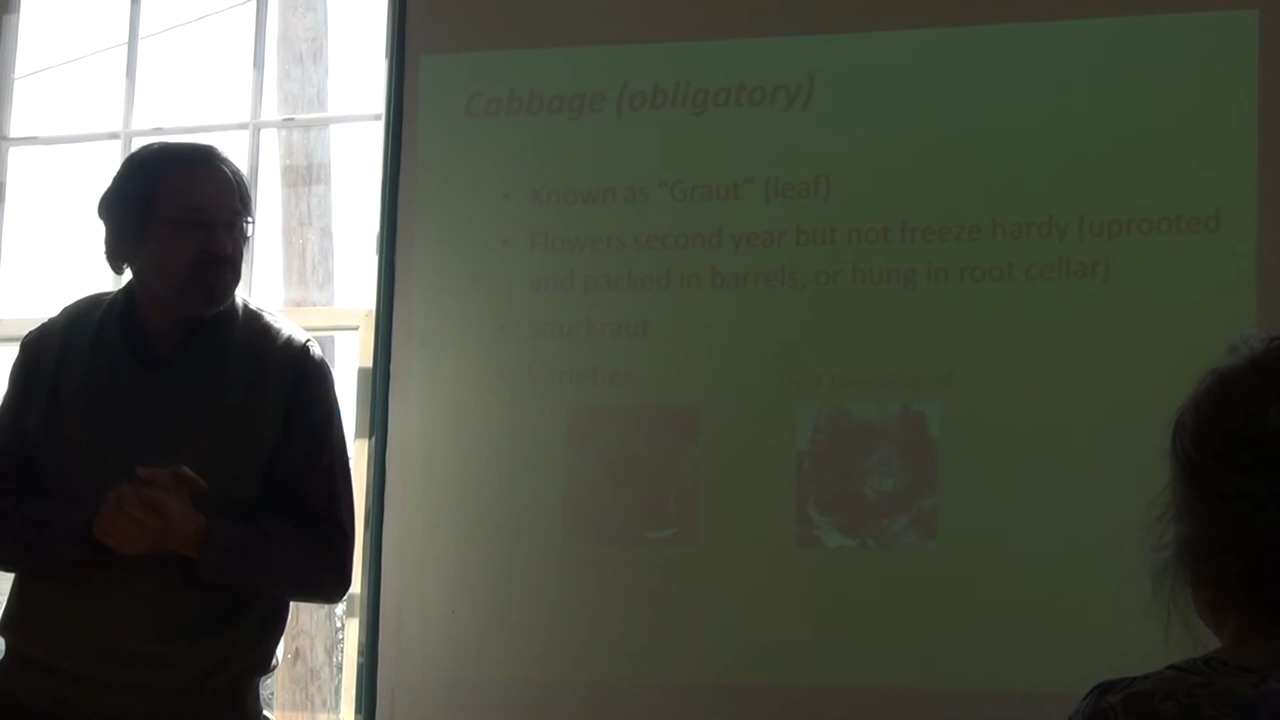 Cabbage (obligatory)
• Known as "Graut" (leaf)
• Flowers second year but not freeze hardy (uprooted
and packed in barrels, or hung in root cellar)
• Sourkraut
Varieties